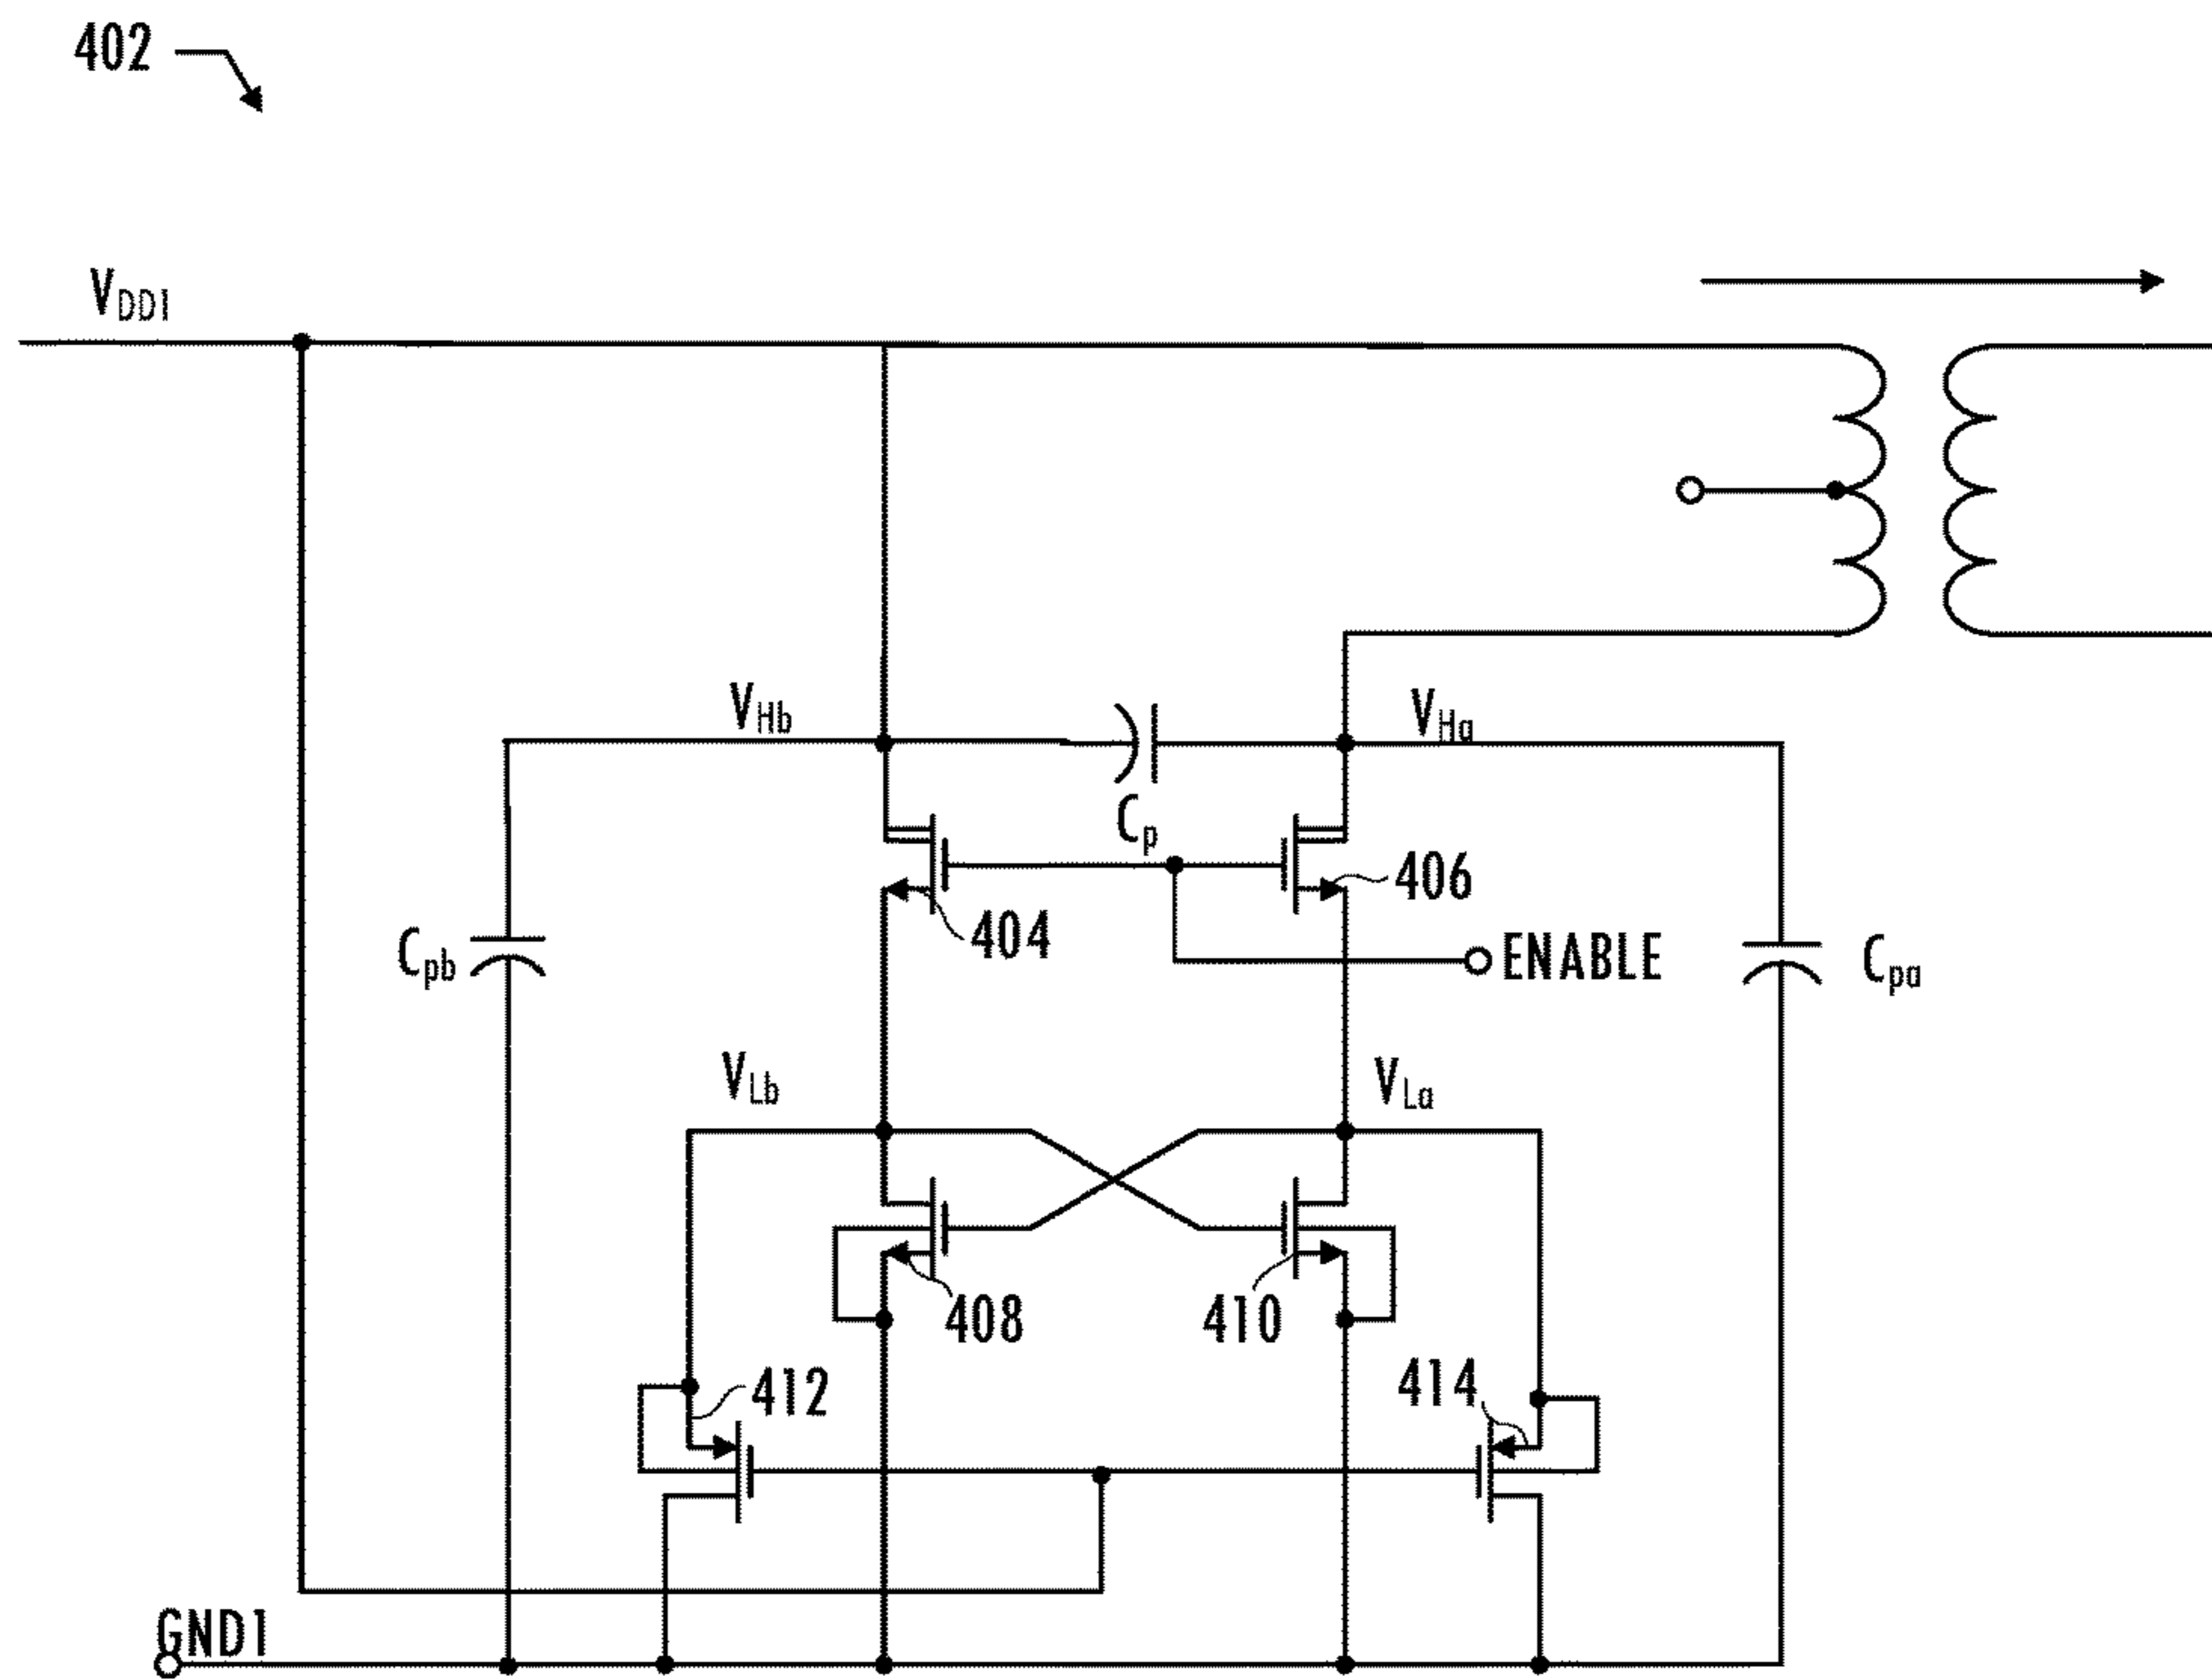 402
VDD1
VHb
VHa
Cp
406
404
ENABLE
Cpb
Cpa
VLb
VLa
408
410
412
414
GND1